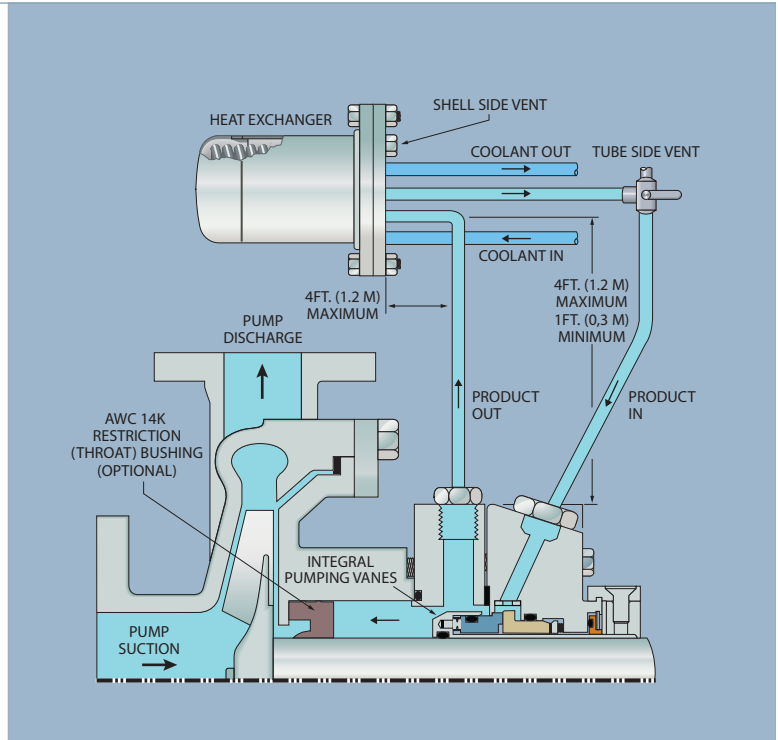 SHELL SIDE VENT
HEAT EXCHANGER
COOLANT OUT
TUBE SIDE VENT
COOLANT IN
4FT. (1.2 M)
MAXIMUM
4FT. (1.2 M)
MAXIMUM
1FT. (0,3 M)
MINIMUM
PUMP
DISCHARGE
PRODUCT
OUT
PRODUCT
IN
AWC 14K
RESTRICTION
(THROAT) BUSHING
(OPTIONAL)
INTEGRAL
PUMPING VANES
PUMP
SUCTION